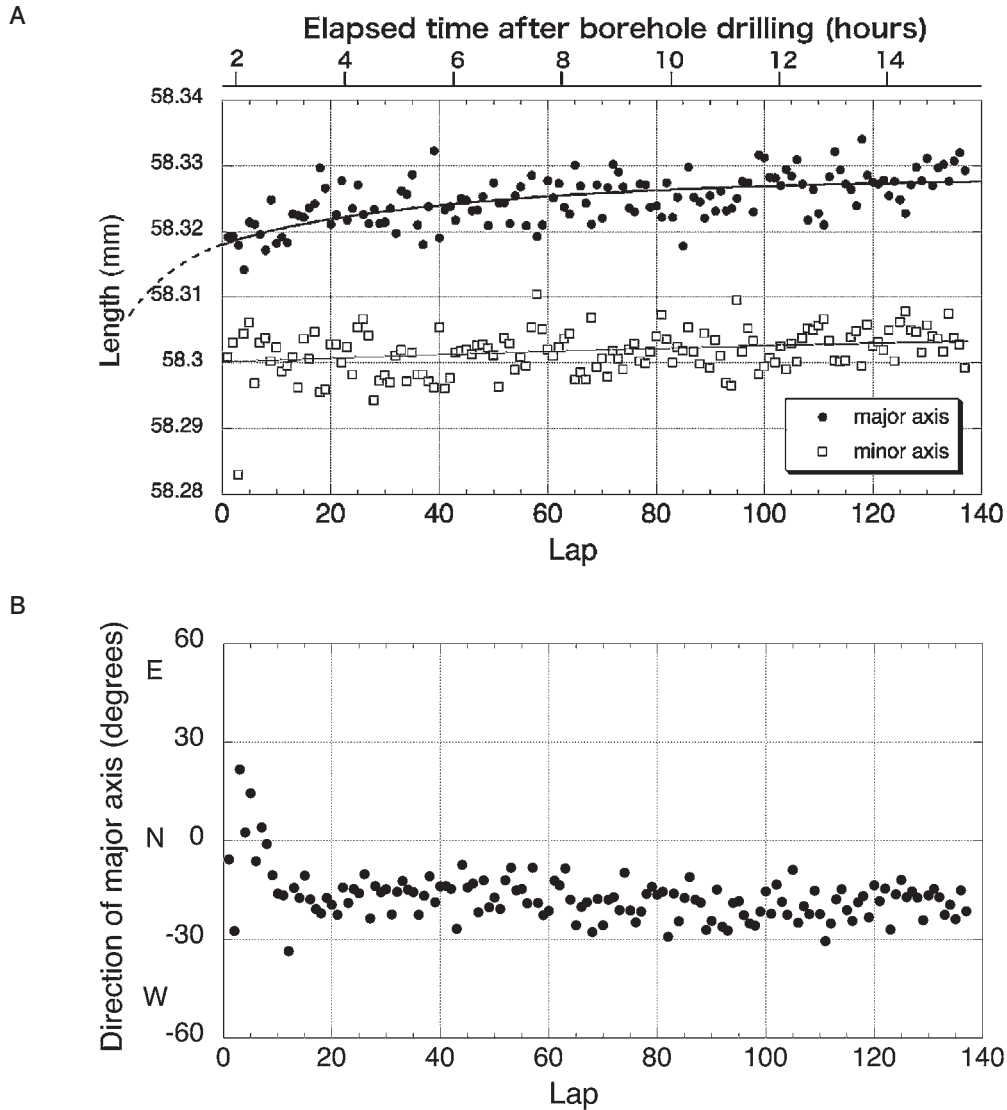 A
Elapsed time after borehole drilling (hours)
2 4 6 8 10 12 14
58.34
58.33
58.32
58.31
58.3
58.29
58.28
Length (mm)
major axis
minor axis
0 20 40 60 80 100 120 140
Lap
B
Direction of major axis (degrees)
60
E
30
N 0
-30
W
-60
0 20 40 60 80 100 120 140
Lap